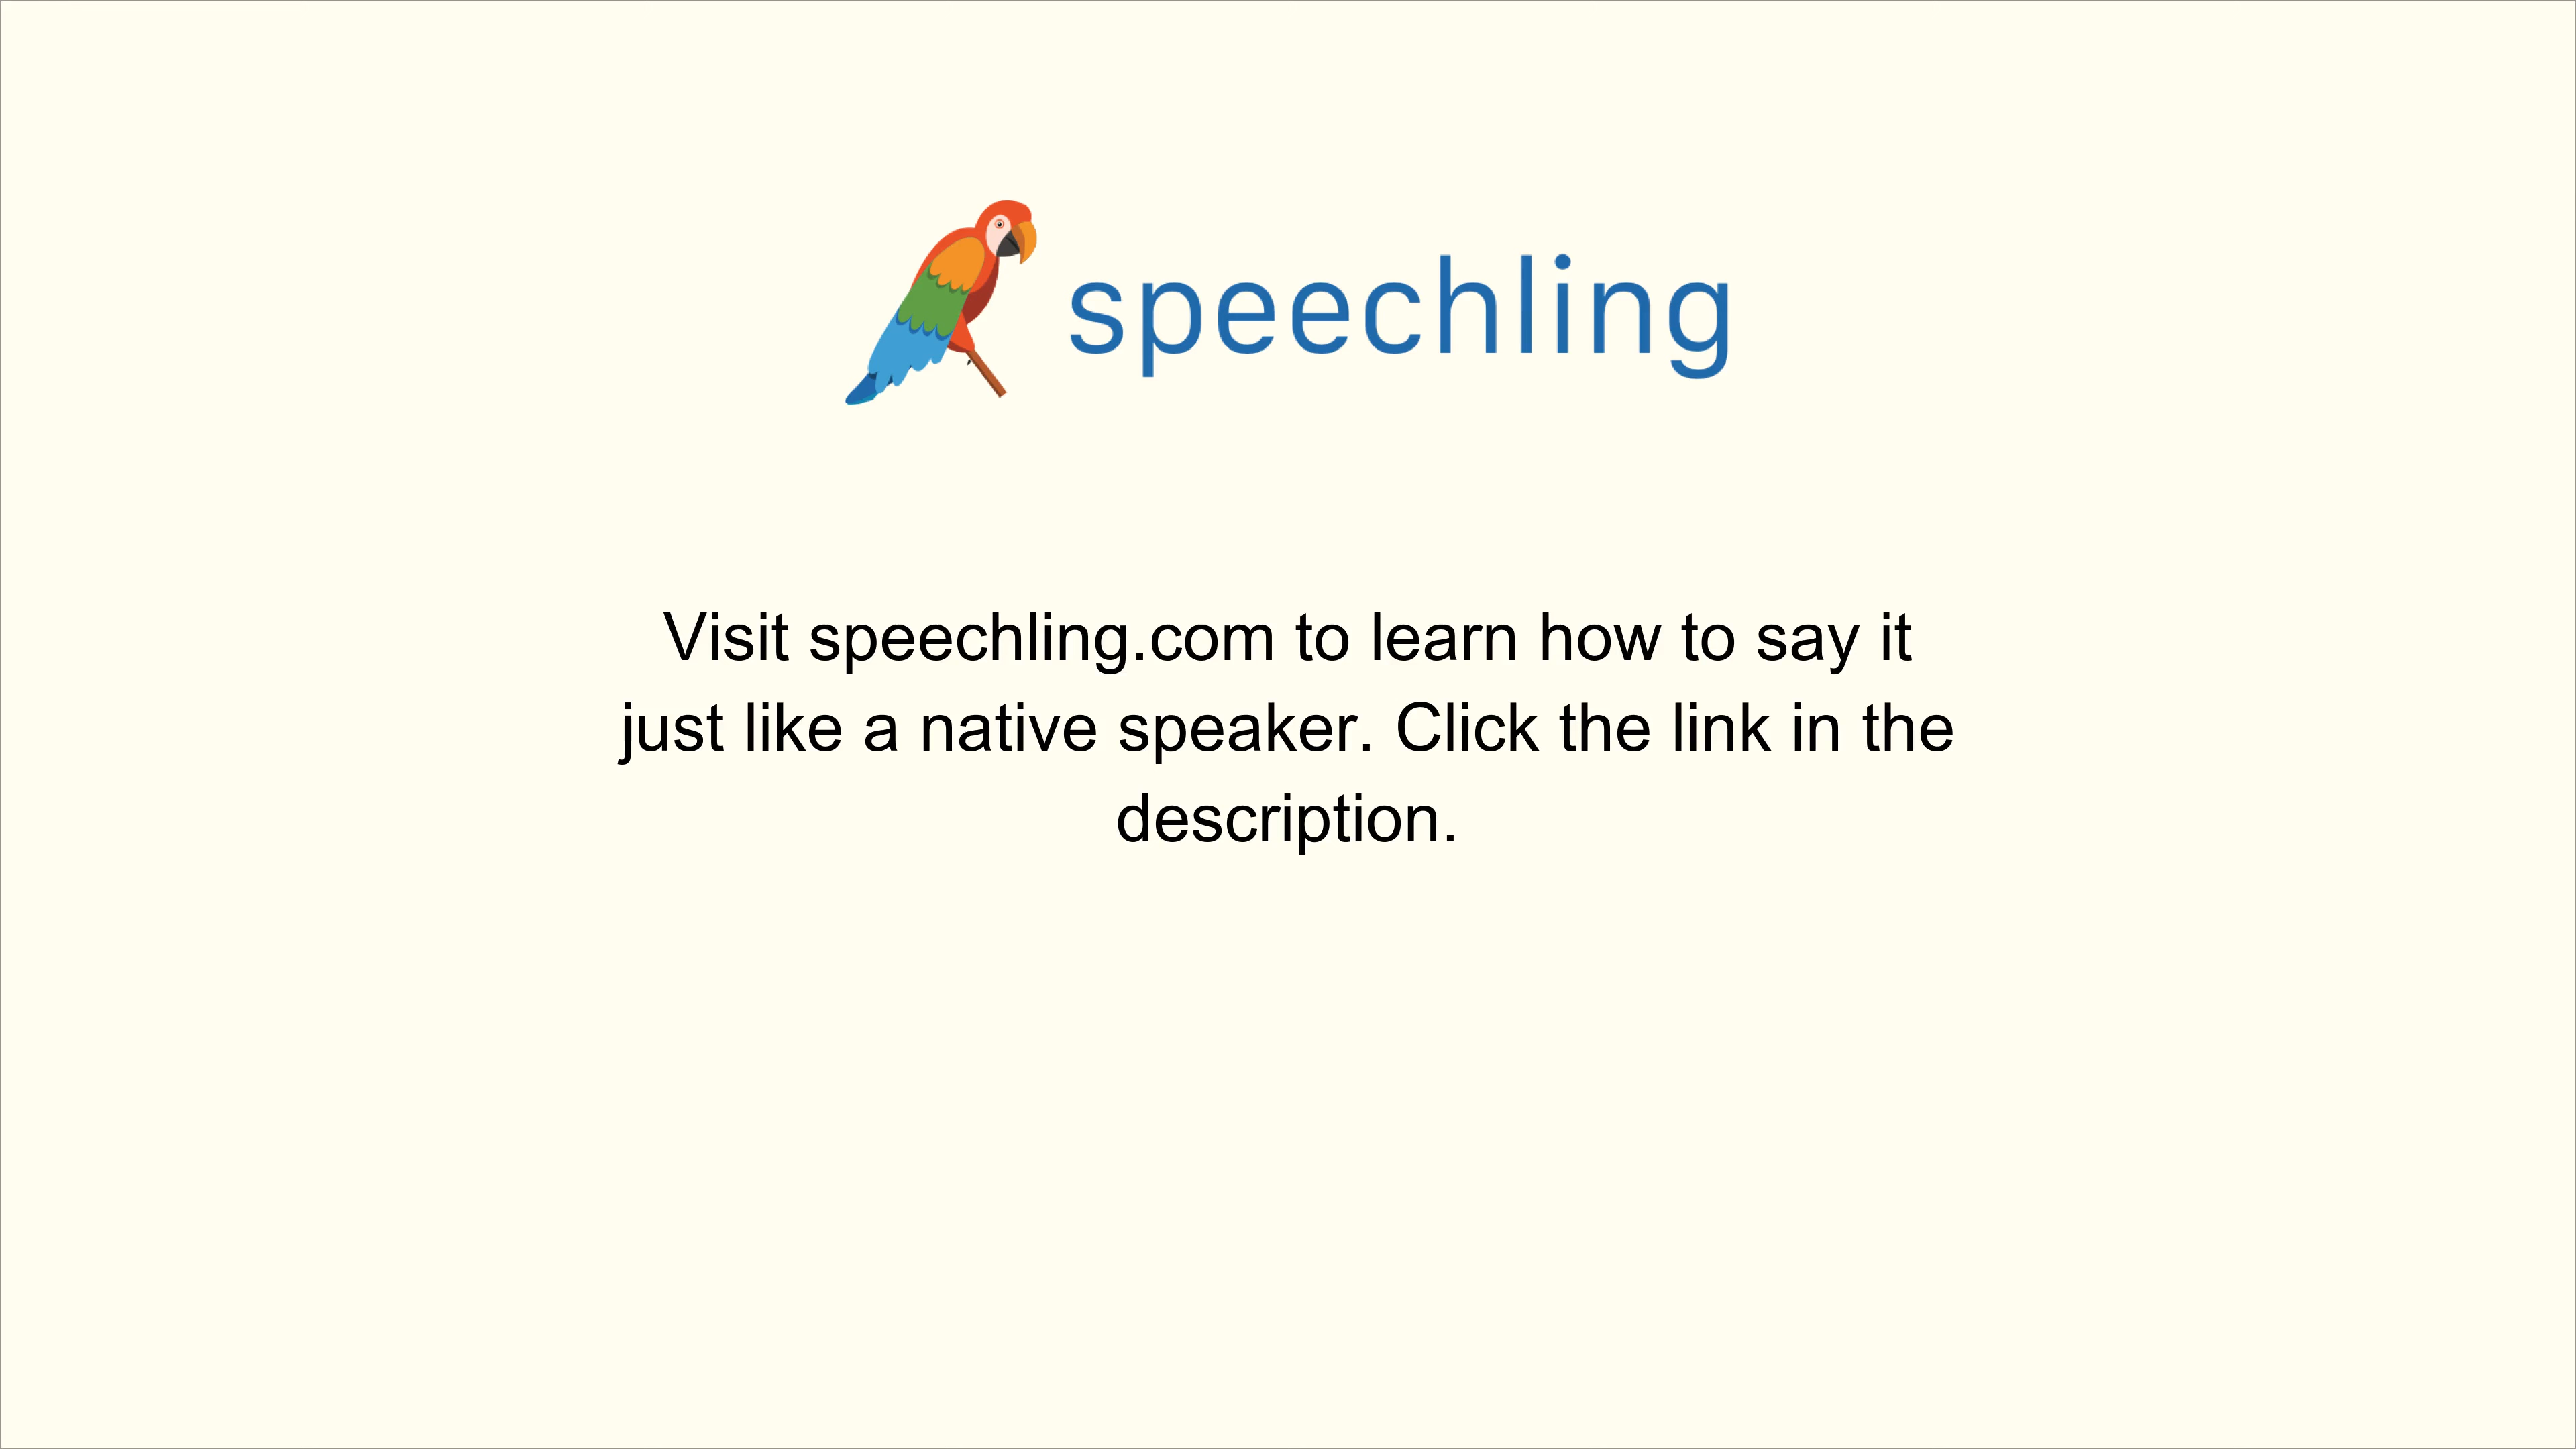 speechling
Visit speechling.com to learn how to say it
just like a native speaker. Click the link in the
description.